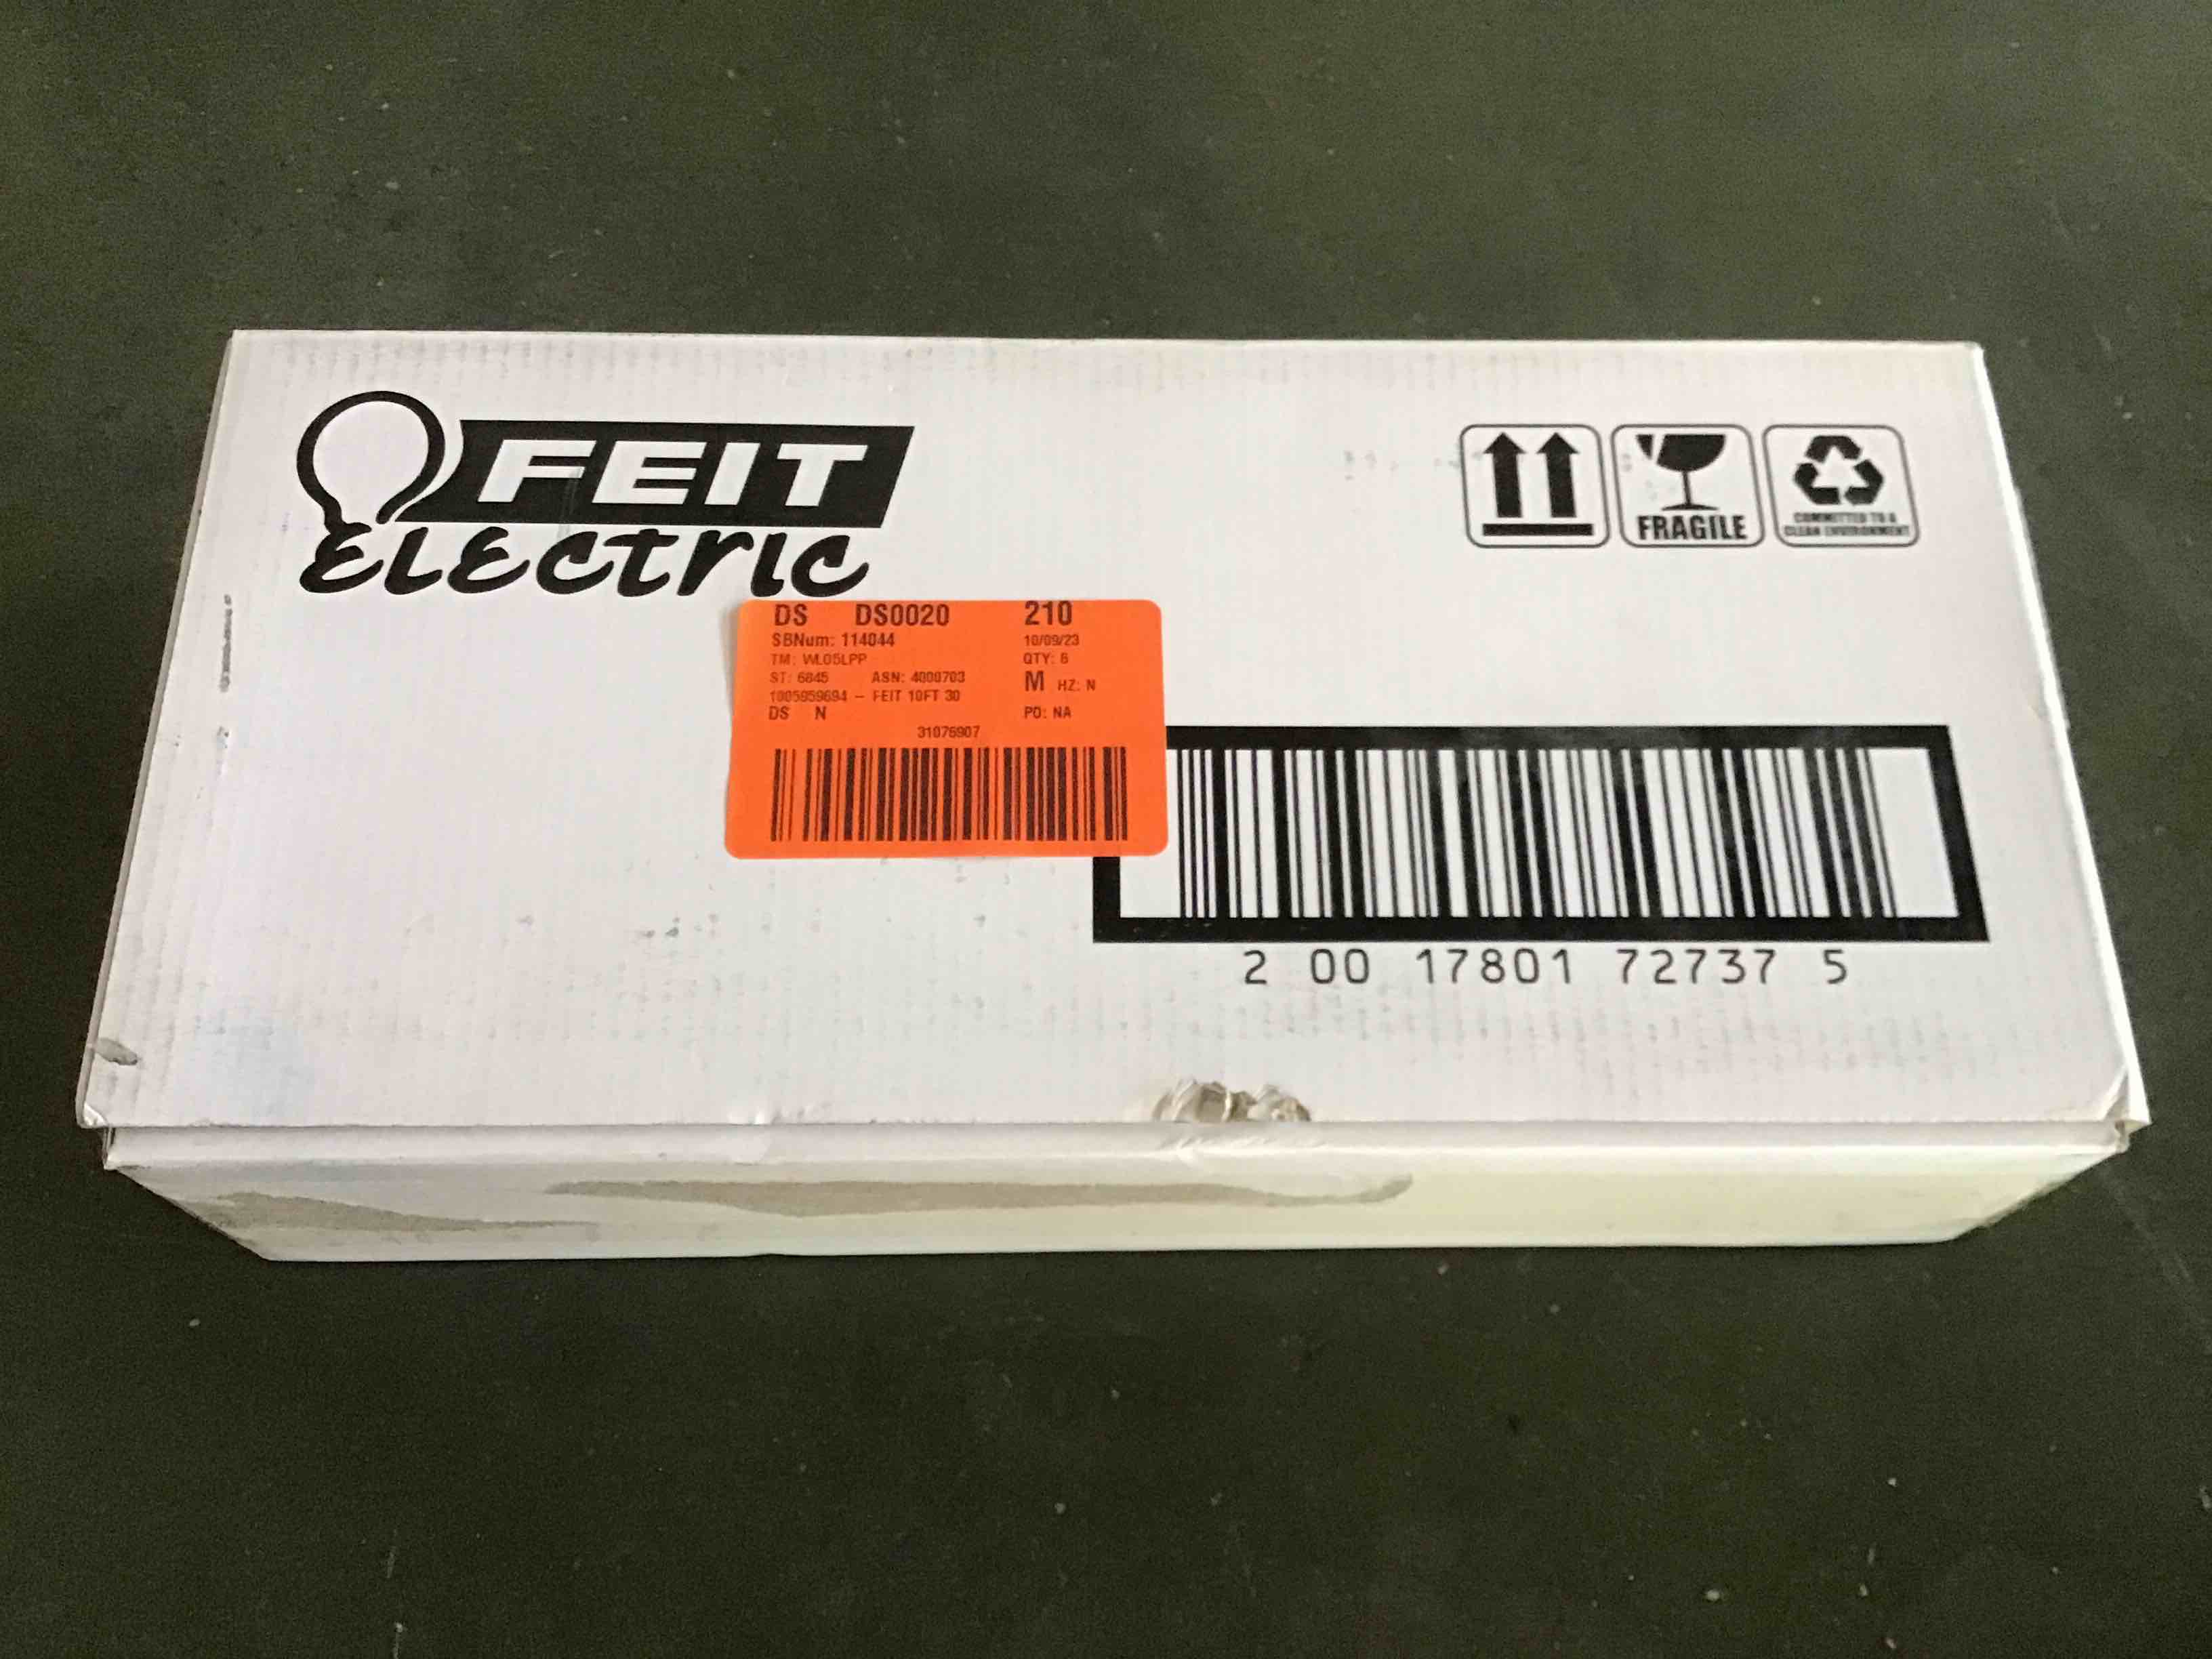 FEIT
ELECTRIC
FRAGILE
COMMITTED TO A
CLEAN ENVIRONMENT
DS DS0020 210
SBNum: 114044 10/09/23
TM: WL05LPP QTY: 6
ST: 6845 ASN: 4000703 M HZ: N
1005959694 — FEIT 10FT 30
DS N PO: NA
31076907
2 00 17801 72737 5